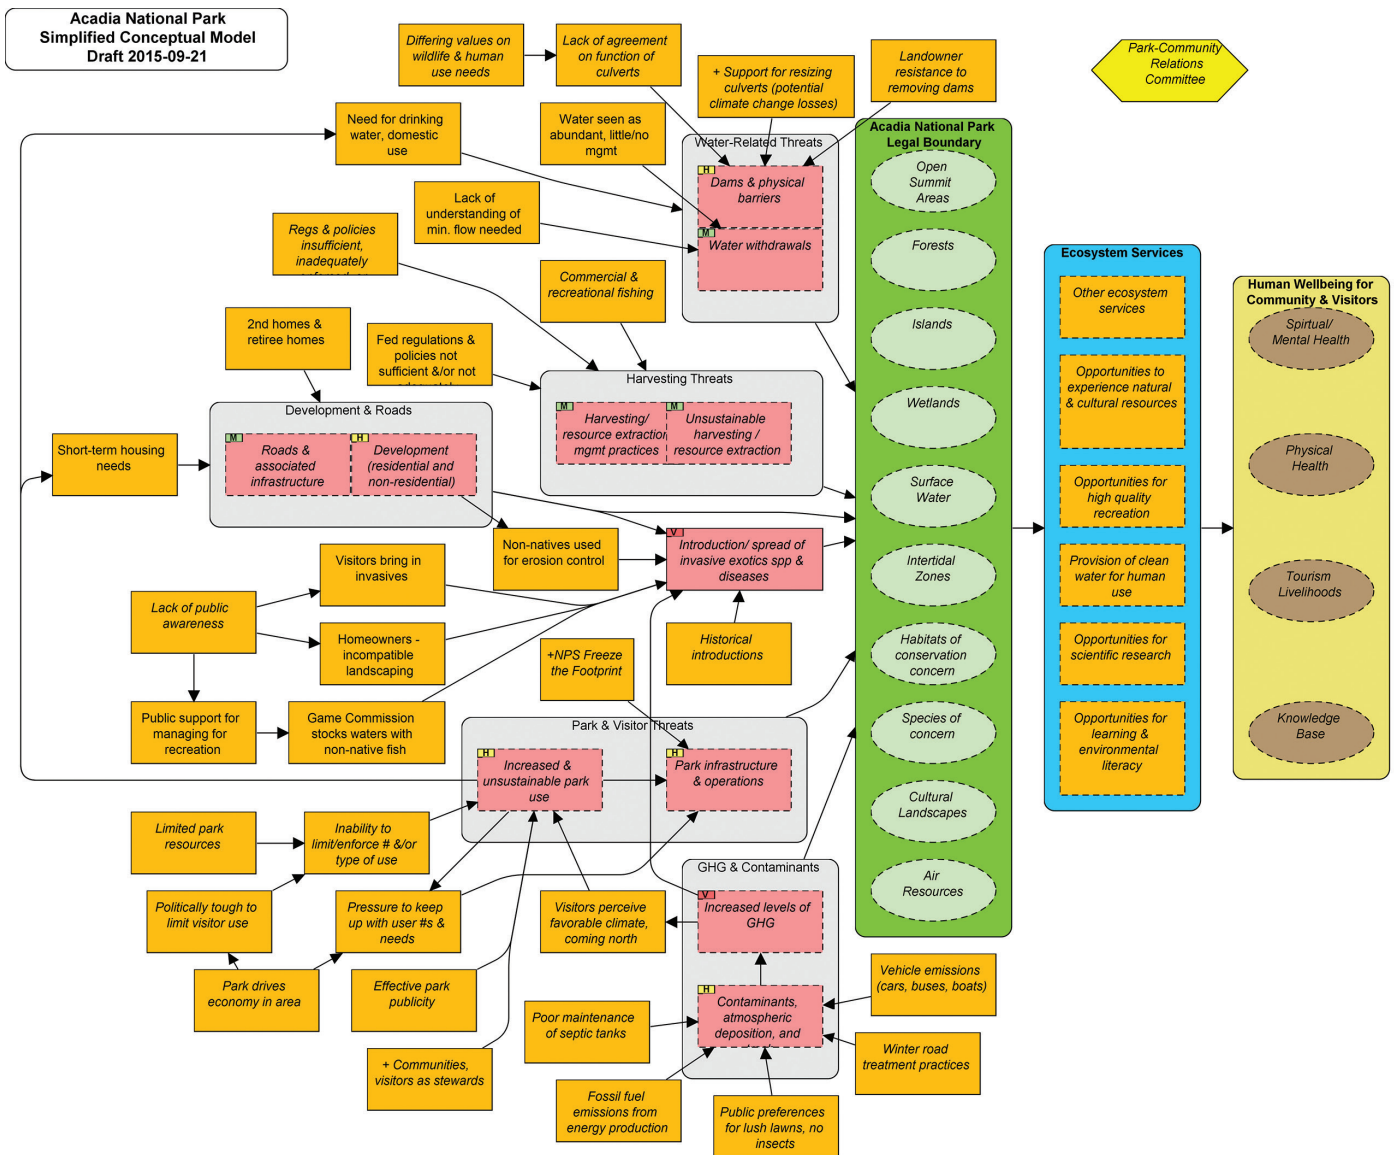 Acadia National Park
Simplified Conceptual Model
Draft 2015-09-21
Differing values on
wildlife & human
use needs
Lack of agreement
on function of
culverts
+ Support for resizing
culverts (potential
climate change losses)
Landowner
resistance to
removing dams
Park-Community
Relations
Committee
Need for drinking
water, domestic
use
Water seen as
abundant, little/no
mgmt
Lack of
understanding of
min. flow needed
Regs & policies
insufficient,
inadequately
Commercial &
recreational fishing
2nd homes &
retiree homes
Fed regulations &
policies not
sufficient &/or not
Water-Related Threats
H
Dams & physical
barriers
M
Water withdrawals
Harvesting Threats
M
Harvesting/
resource extraction
mgmt practices
M
Unsustainable
harvesting /
resource extraction
Development & Roads
M
Roads &
associated
infrastructure
H
Development
(residential and
non-residential)
Short-term housing
needs
Non-natives used
for erosion control
V
Introduction/ spread of
invasive exotics spp &
diseases
Visitors bring in
invasives
Lack of public
awareness
Homeowners -
incompatible
landscaping
Historical
introductions
+NPS Freeze
the Footprint
Public support for
managing for
recreation
Game Commission
stocks waters with
non-native fish
Park & Visitor Threats
H
Increased &
unsustainable park
use
H
Park infrastructure
& operations
Limited park
resources
Inability to
limit/enforce # &/or
type of use
Politically tough to
limit visitor use
Pressure to keep
up with user #s &
needs
Visitors perceive
favorable climate,
coming north
Park drives
economy in area
Effective park
publicity
+ Communities,
visitors as stewards
GHG & Contaminants
V
Increased levels of
GHG
H
Contaminants,
atmospheric
deposition, and
Poor maintenance
of septic tanks
Fossil fuel
emissions from
energy production
Public preferences
for lush lawns, no
insects
Vehicle emissions
(cars, buses, boats)
Winter road
treatment practices
Acadia National Park
Legal Boundary
Open
Summit
Areas
Forests
Islands
Wetlands
Surface
Water
Intertidal
Zones
Habitats of
conservation
concern
Species of
concern
Cultural
Landscapes
Air
Resources
Ecosystem Services
Other ecosystem
services
Opportunities to
experience natural
& cultural resources
Opportunities for
high quality
recreation
Provision of clean
water for human
use
Opportunities for
scientific research
Opportunities for
learning &
environmental
literacy
Human Wellbeing for
Community & Visitors
Spirtual/
Mental Health
Physical
Health
Tourism
Livelihoods
Knowledge
Base